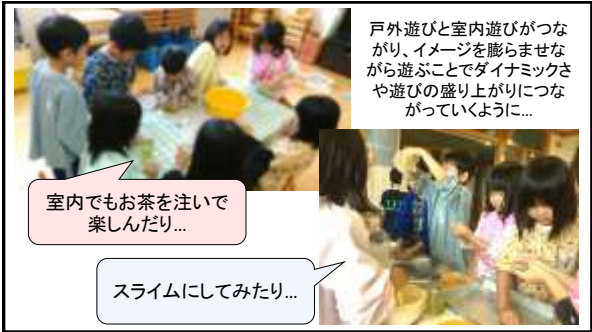 戸外遊びと室内遊びがつな
がり、イメージを膨らませな
がら遊ぶことでダイナミックさ
や遊びの盛り上がりにつな
がっていくように…
室内でもお茶を注いで
楽しんだり…
スライムにしてみたり…